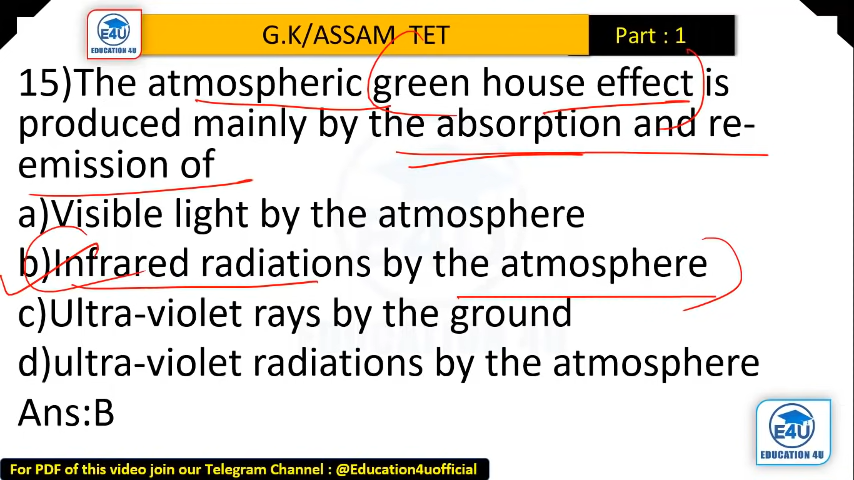 E4U
EDUCATION 4U
G.K/ASSAM TET
Part : 1
15)The atmospheric green house effect is
produced mainly by the absorption and re-
emission of
a)Visible light by the atmosphere
b)Infrared radiations by the atmosphere
c)Ultra-violet rays by the ground
d)ultra-violet radiations by the atmosphere
Ans:B
EDUCATION 4U
E4U
EDUCATION 4U
For PDF of this video join our Telegram Channel : @Education4uofficial